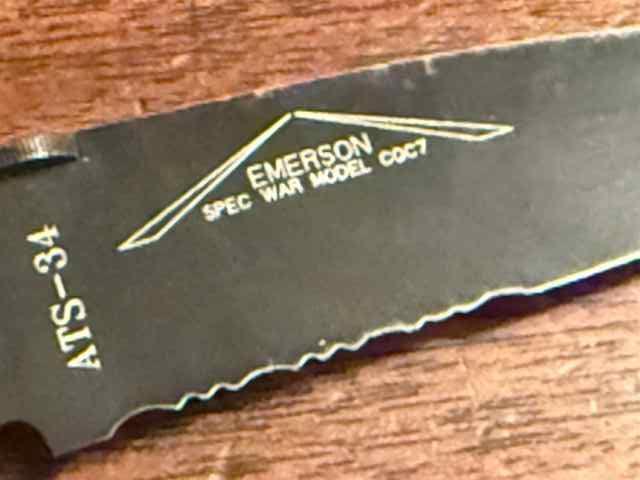 EMERSON
SPEC WAR MODEL CQC7
ATS-34